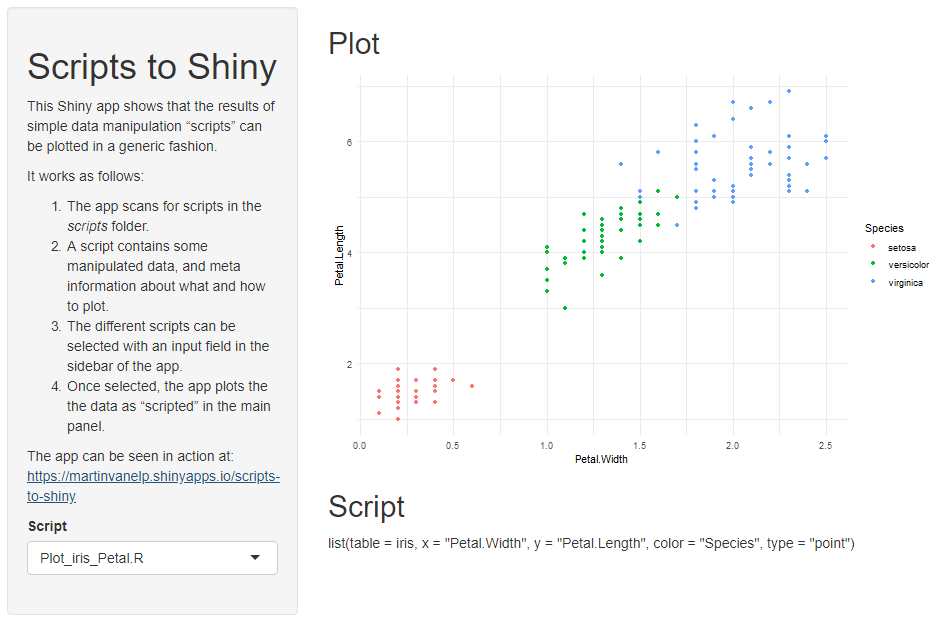 Scripts to Shiny
This Shiny app shows that the results of
simple data manipulation “scripts” can
be plotted in a generic fashion.
It works as follows:
1. The app scans for scripts in the
scripts folder.
2. A script contains some
manipulated data, and meta
information about what and how
to plot.
3. The different scripts can be
selected with an input field in the
sidebar of the app.
4. Once selected, the app plots the
the data as “scripted” in the main
panel.
The app can be seen in action at:
https://martinvanelp.shinyapps.io/scripts-
to-shiny
Script
Plot_iris_Petal.R
Plot
Petal.Length
6
4
2
0.0 0.5 1.0 1.5 2.0 2.5
Petal.Width
Species
setosa
versicolor
virginica
Script
list(table = iris, x = "Petal.Width", y = "Petal.Length", color = "Species", type = "point")